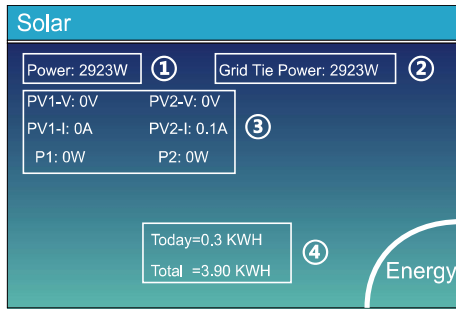 Solar
Power: 2923W ① Grid Tie Power: 2923W ②
PV1-V: 0V PV2-V: 0V
PV1-I: 0A PV2-I: 0.1A ③
P1: 0W P2: 0W
Today=0.3 KWH
④
Total =3.90 KWH
Energy